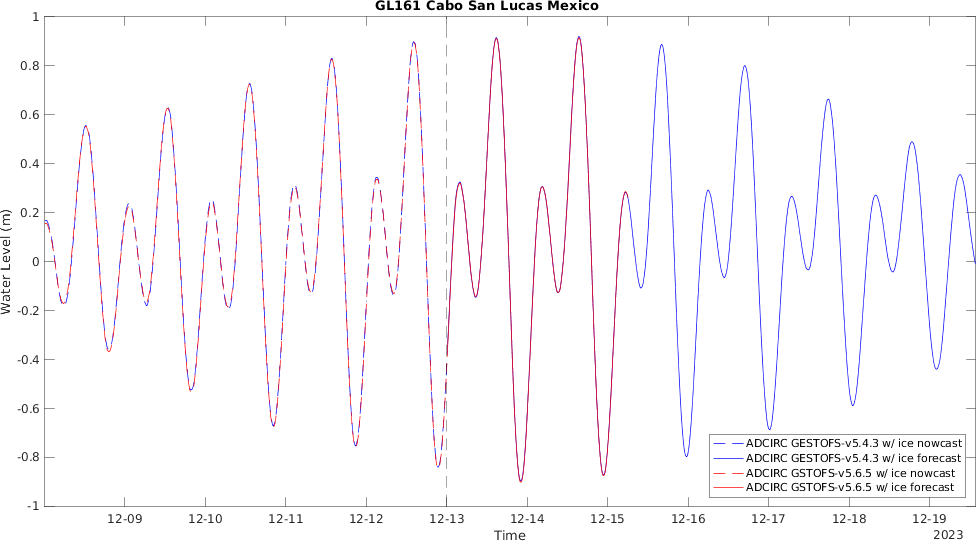 GL161 Cabo San Lucas Mexico
1
0.8
0.6
0.4
0.2
0
-0.2
-0.4
-0.6
-0.8
-1
Water Level (m)
ADCIRC GESTOFS-v5.4.3 w/ ice nowcast
ADCIRC GESTOFS-v5.4.3 w/ ice forecast
ADCIRC GSTOFS-v5.6.5 w/ ice nowcast
ADCIRC GSTOFS-v5.6.5 w/ ice forecast
12-09 12-10 12-11 12-12 12-13 12-14 12-15 12-16 12-17 12-18 12-19
Time
2023